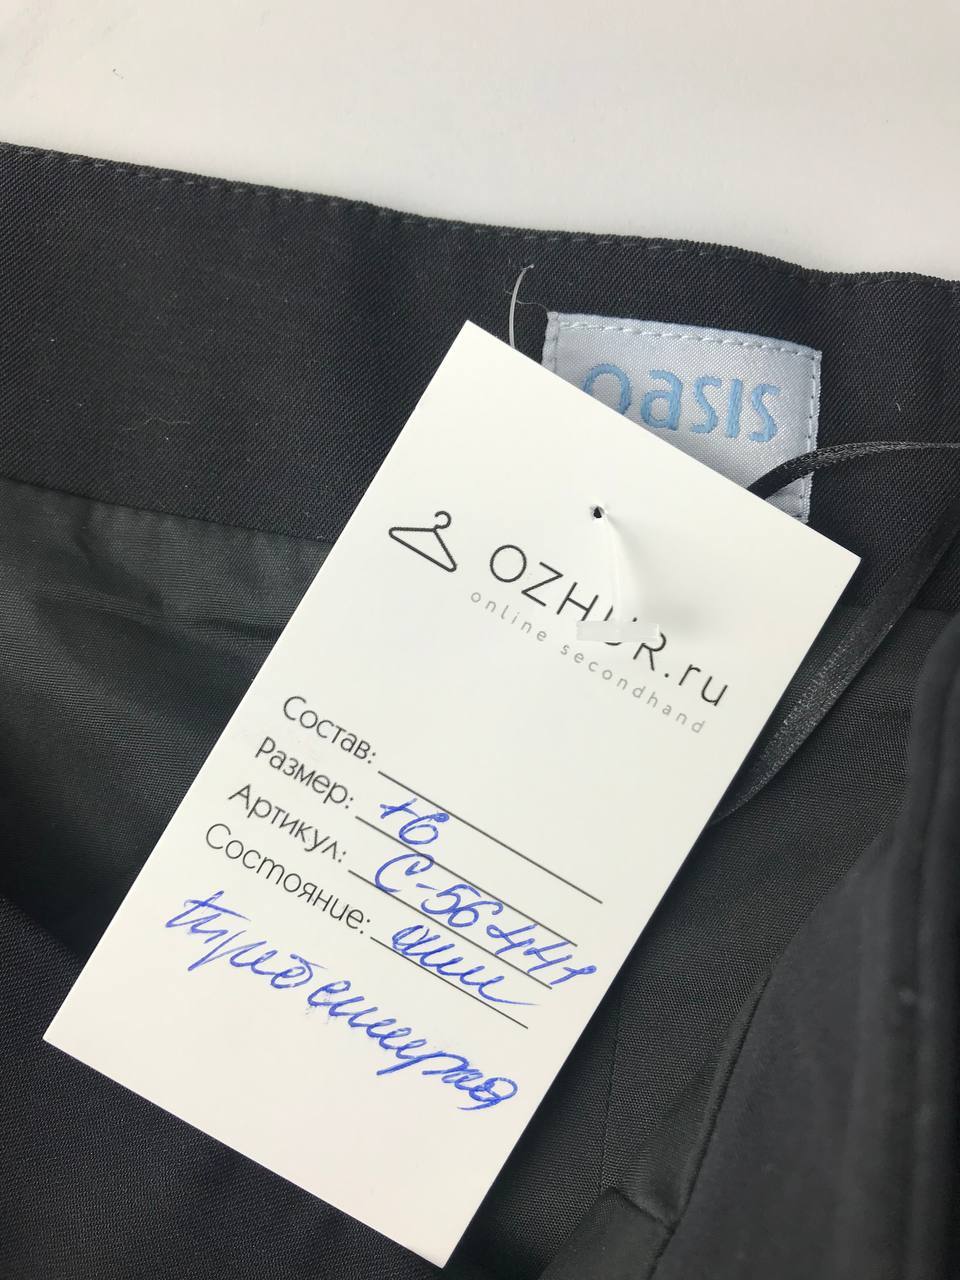 oasis
OZHUR.ru
online secondhand
Состав:
Размер: 16
Артикул: С-56441
Состояние: